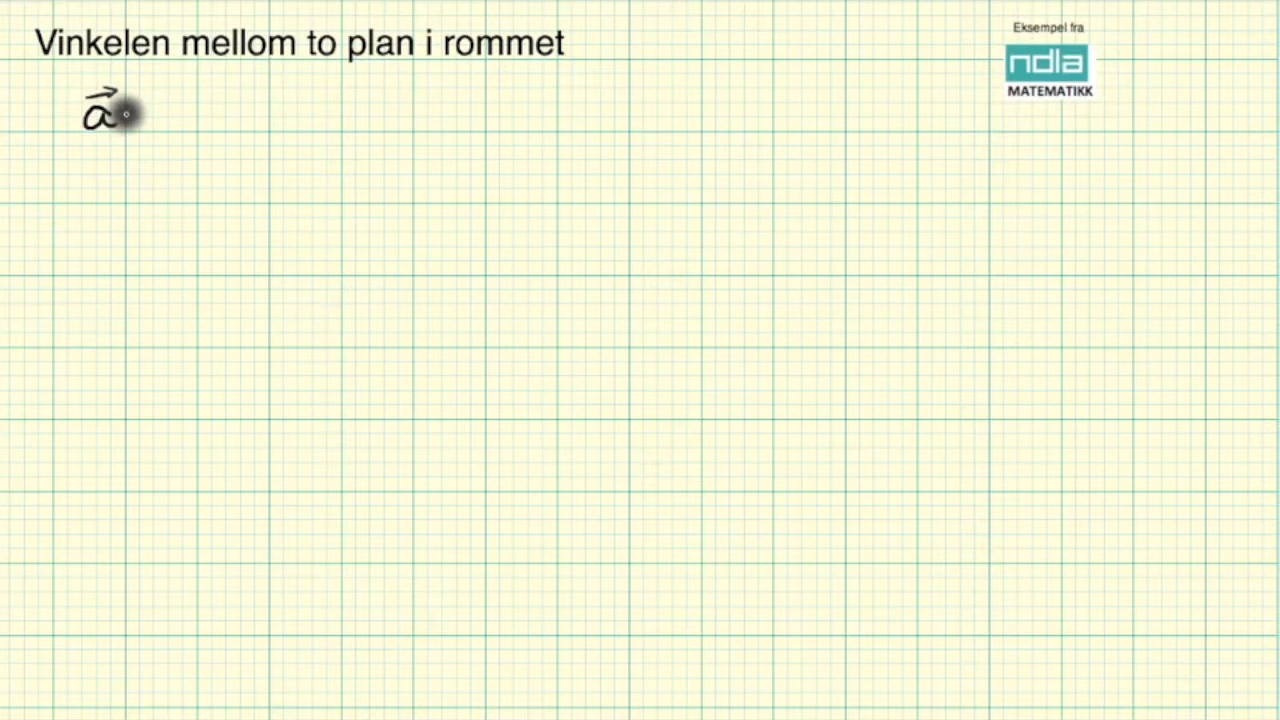 Vinkelen mellom to plan i rommet
Eksempel fra
ndla
MATEMATIKK
a⃗